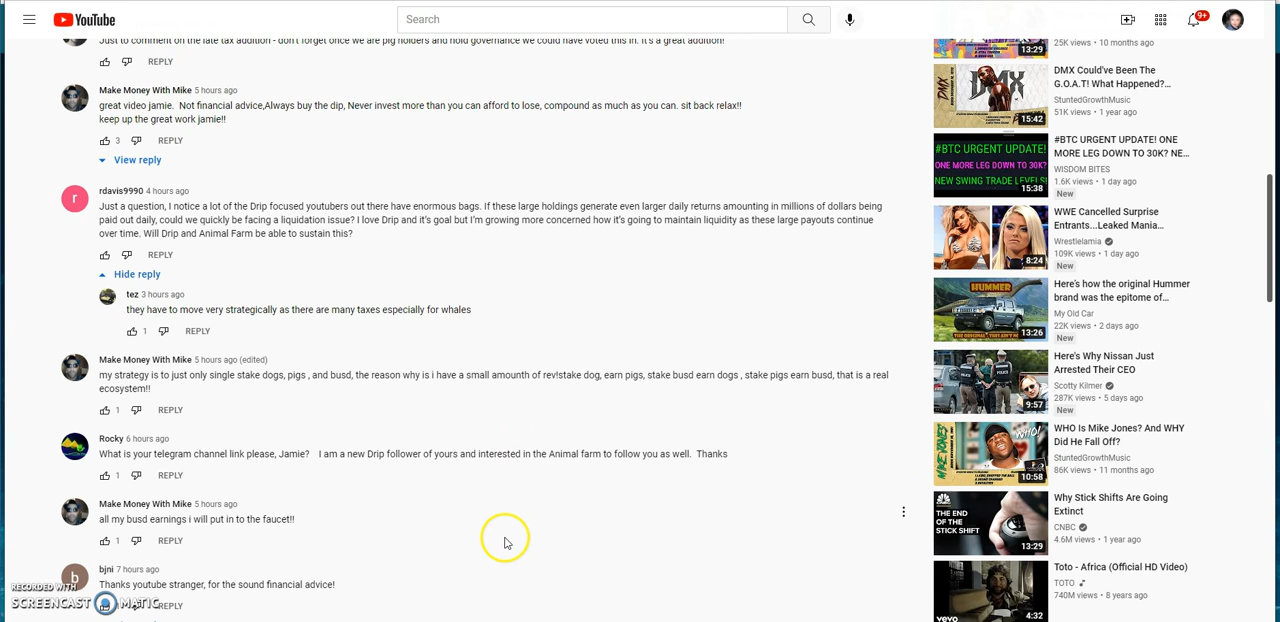 YouTube
Search
9+
Just to comment on the late tax addition - dont forget once we are pig holders and hold governance we could have voted this in. It's a great addition!
REPLY
Make Money With Mike 5 hours ago
great video jamie. Not financial advice,Always buy the dip, Never invest more than you can afford to lose, compound as much as you can. sit back relax!!
keep up the great work jamie!!
3 REPLY
View reply
r
rdavis9990 4 hours ago
Just a question, I notice a lot of the Drip focused youtubers out there have enormous bags. If these large holdings generate even larger daily returns amounting in millions of dollars being
paid out daily, could we quickly be facing a liquidation issue? I love Drip and it's goal but I'm growing more concerned how it's going to maintain liquidity as these large payouts continue
over time. Will Drip and Animal Farm be able to sustain this?
REPLY
Hide reply
tez 3 hours ago
they have to move very strategically as there are many taxes especially for whales
1 REPLY
Make Money With Mike 5 hours ago (edited)
my strategy is to just only single stake dogs, pigs , and busd, the reason why is i have a small amounth of rev!stake dog, earn pigs, stake busd earn dogs , stake pigs earn busd, that is a real
ecosystem!!
1 REPLY
Rocky 6 hours ago
What is your telegram channel link please, Jamie? I am a new Drip follower of yours and interested in the Animal farm to follow you as well. Thanks
1 REPLY
Make Money With Mike 5 hours ago
all my busd earnings i will put in to the faucet!!
1 REPLY
b
bjni 7 hours ago
Thanks youtube stranger, for the sound financial advice!
REPLY
RECORDED WITH
SCREENCAST MATIC
13:29
25K views • 10 months ago
DMX
15:42
DMX Could've Been The
G.O.A.T! What Happened?...
StuntedGrowthMusic
51K views • 1 year ago
#BTC URGENT UPDATE!
ONE MORE LEG DOWN TO 30K?
NEW SWING TRADE LEVELS!
15:38
#BTC URGENT UPDATE! ONE
MORE LEG DOWN TO 30K? NE...
WISDOM BITES
1.6K views • 1 day ago
New
8:24
WWE Cancelled Surprise
Entrants...Leaked Mania...
Wrestlelamia
109K views • 1 day ago
New
HUMMER
13:26
Here's how the original Hummer
brand was the epitome of...
My Old Car
22K views • 2 days ago
New
POLICE
POLICE
9:57
Here's Why Nissan Just
Arrested Their CEO
Scotty Kilmer
287K views • 5 days ago
New
MIKE JONES
WHO!
10:58
WHO Is Mike Jones? And WHY
Did He Fall Off?
StuntedGrowthMusic
86K views • 11 months ago
CNBC
THE END
OF THE
STICK SHIFT
13:29
Why Stick Shifts Are Going
Extinct
CNBC
4.6M views • 1 year ago
vevo
4:32
Toto - Africa (Official HD Video)
TOTO
740M views • 8 years ago